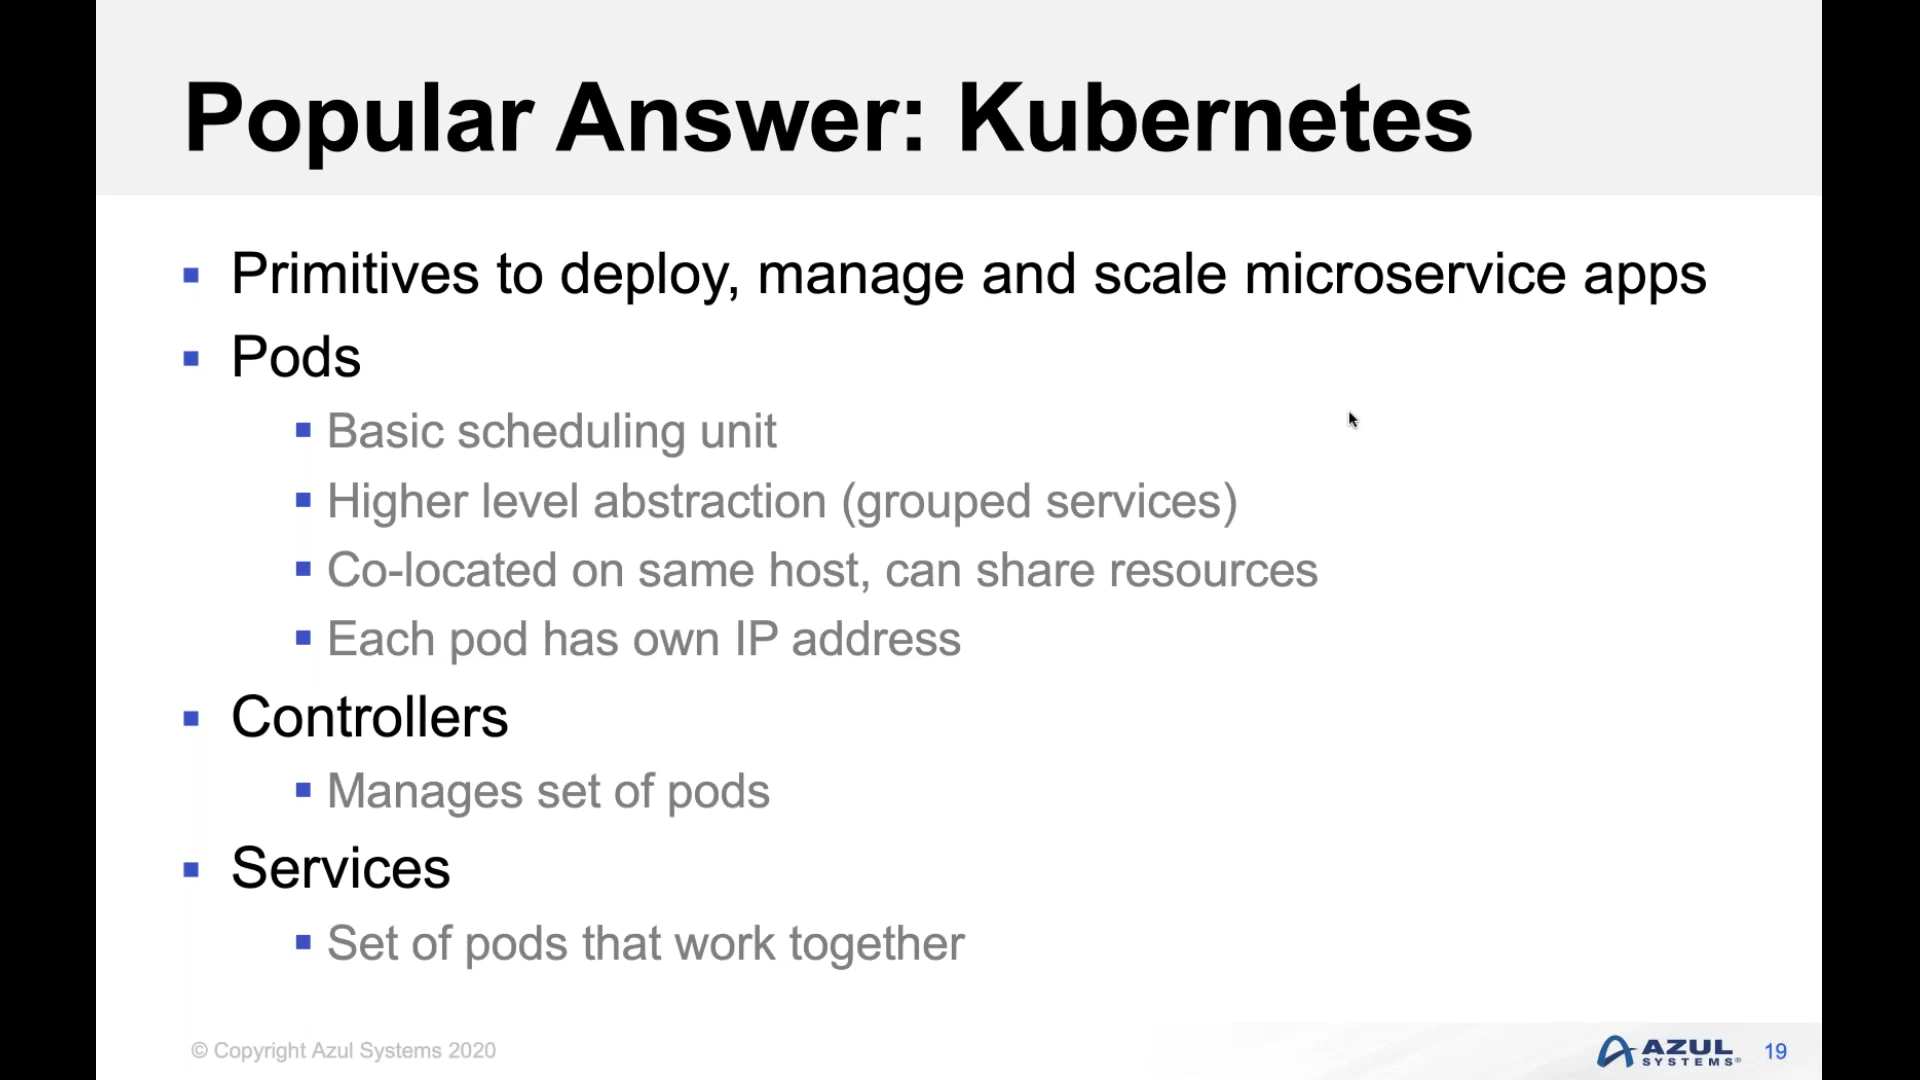 Popular Answer: Kubernetes
Primitives to deploy, manage and scale microservice apps
Pods
Basic scheduling unit
Higher level abstraction (grouped services)
Co-located on same host, can share resources
Each pod has own IP address
Controllers
Manages set of pods
Services
Set of pods that work together
© Copyright Azul Systems 2020
AZUL
SYSTEMS®
19